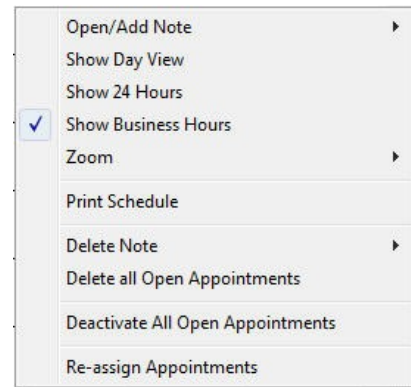 Open/Add Note
Show Day View
Show 24 Hours
Show Business Hours
Zoom
Print Schedule
Delete Note
Delete all Open Appointments
Deactivate All Open Appointments
Re-assign Appointments